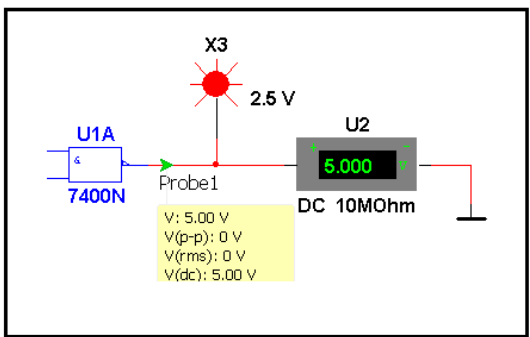 X3
2.5 V
U1A
&
7400N
Probe1
V: 5.00 V
V(p-p): 0 V
V(rms): 0 V
V(dc): 5.00 V
U2
+ −
5.000 V
DC 10MOhm